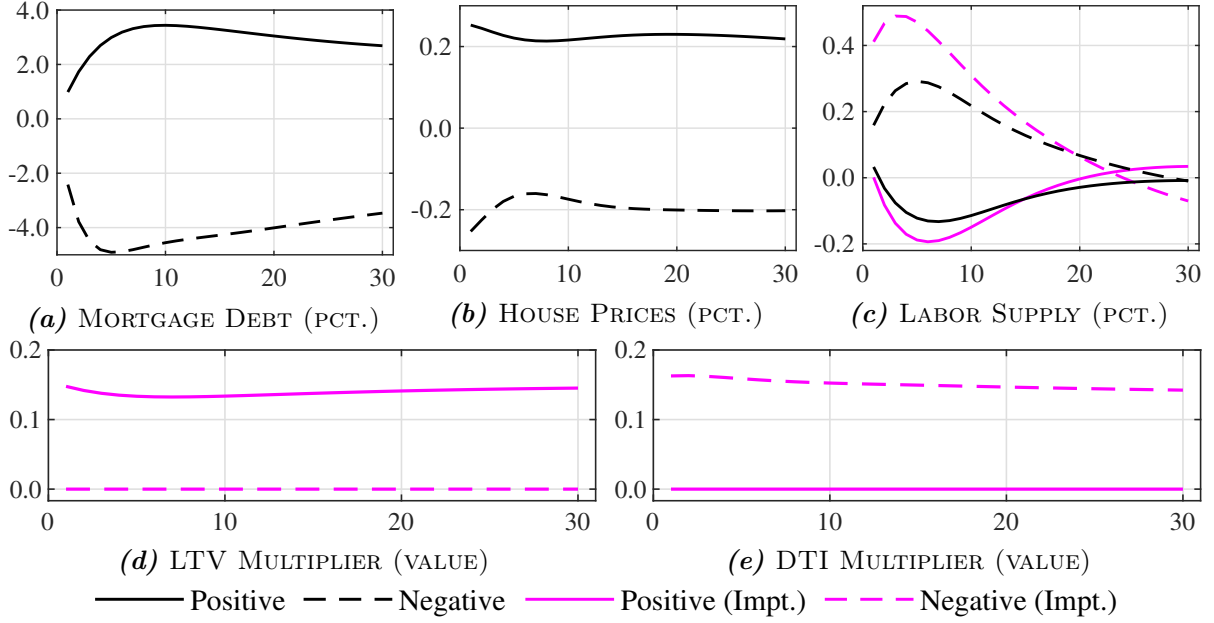 4.0
2.0
0.0
-2.0
-4.0
0 10 20 30
(a) MORTGAGE DEBT (PCT.)
0.2
0.0
-0.2
0 10 20 30
(b) HOUSE PRICES (PCT.)
0.4
0.2
0.0
-0.2
0 10 20 30
(c) LABOR SUPPLY (PCT.)
0.2
0.1
0.0
0 10 20 30
(d) LTV MULTIPLIER (VALUE)
0.2
0.1
0.0
0 10 20 30
(e) DTI MULTIPLIER (VALUE)
Positive Negative Positive (Impt.) Negative (Impt.)